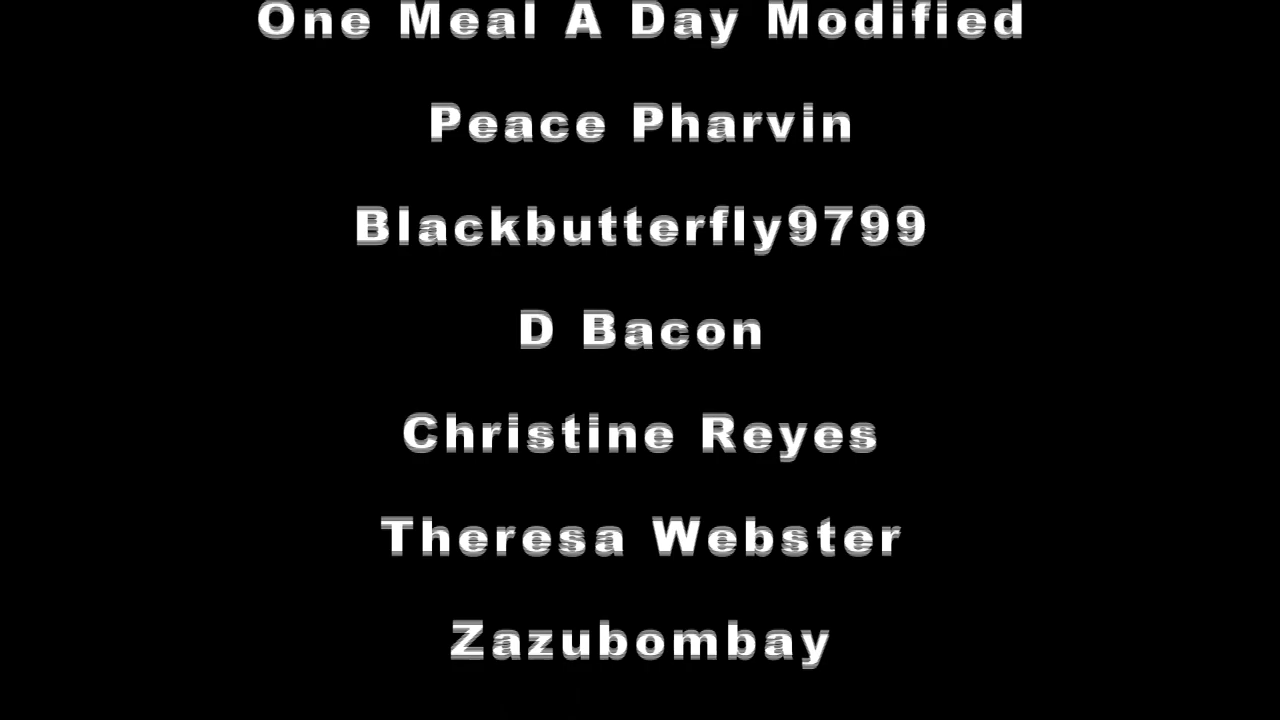 One Meal A Day Modified
Peace Pharvin
Blackbutterfly9799
D Bacon
Christine Reyes
Theresa Webster
Zazubombay